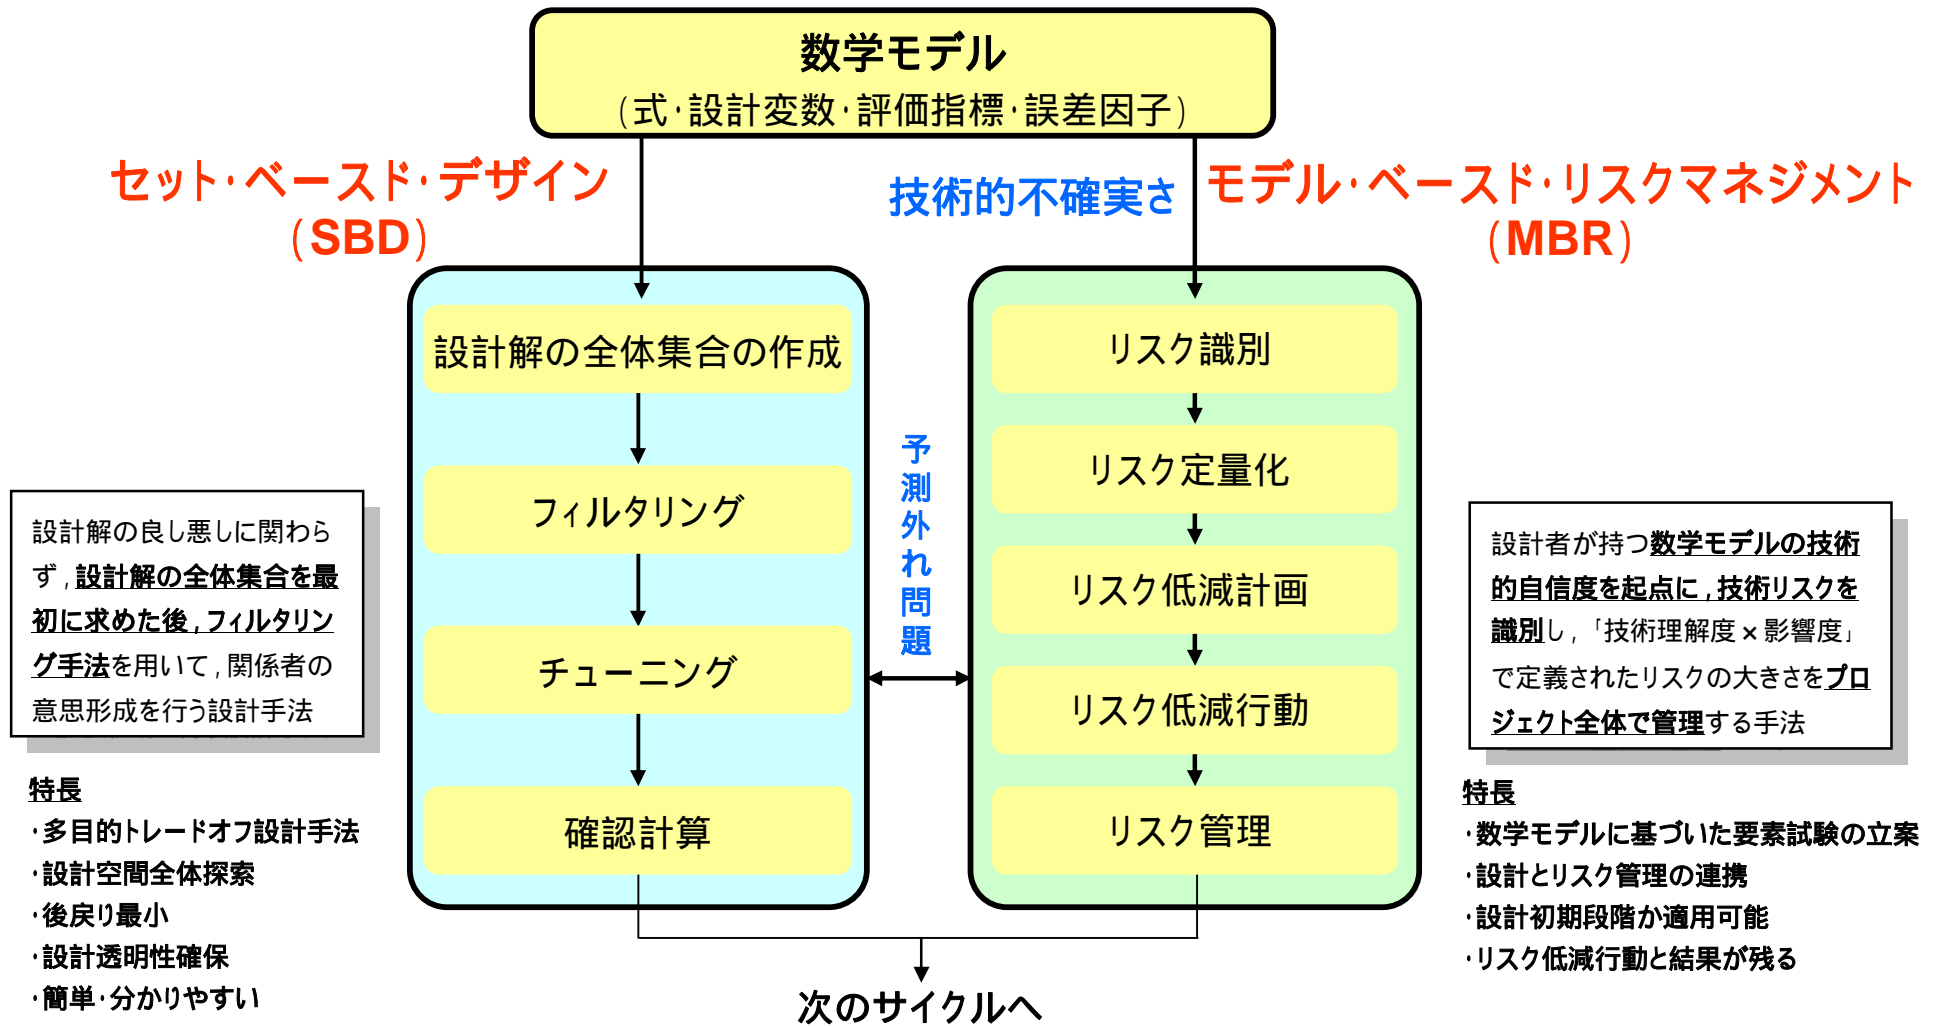 数学モデル
(式・設計変数・評価指標・誤差因子)
セット・ベースド・デザイン
(SBD)
技術的不確実さ
モデル・ベースド・リスクマネジメント
(MBR)
設計解の全体集合の作成
フィルタリング
チューニング
確認計算
予測外れ問題
リスク識別
リスク定量化
リスク低減計画
リスク低減行動
リスク管理
設計解の良し悪しに関わら
ず,設計解の全体集合を最
初に求めた後,フィルタリン
グ手法を用いて,関係者の
意思形成を行う設計手法
特長
・多目的トレードオフ設計手法
・設計空間全体探索
・後戻り最小
・設計透明性確保
・簡単・分かりやすい
設計者が持つ数学モデルの技術
的自信度を起点に,技術リスクを
識別し,「技術理解度×影響度」
で定義されたリスクの大きさをプロ
ジェクト全体で管理する手法
特長
・数学モデルに基づいた要素試験の立案
・設計とリスク管理の連携
・設計初期段階か適用可能
・リスク低減行動と結果が残る
次のサイクルへ